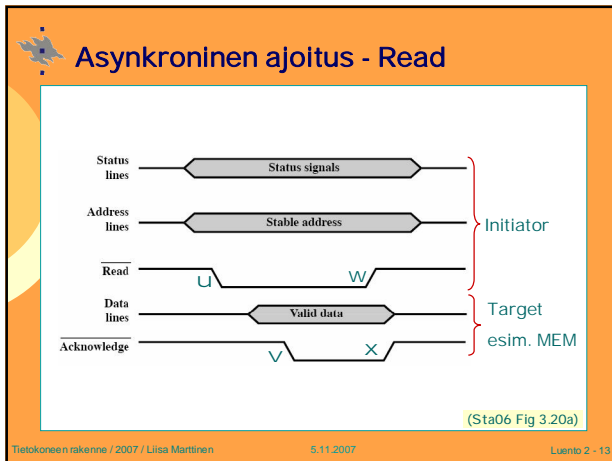 Asynkroninen ajoitus - Read
Status
lines
Status signals
Address
lines
Stable address
Initiator
Read
u
w
Data
lines
Valid data
Target
esim. MEM
Acknowledge
v
x
(Sta06 Fig 3.20a)
Tietokoneen rakenne / 2007 / Liisa Marttinen
5.11.2007
Luento 2 - 13